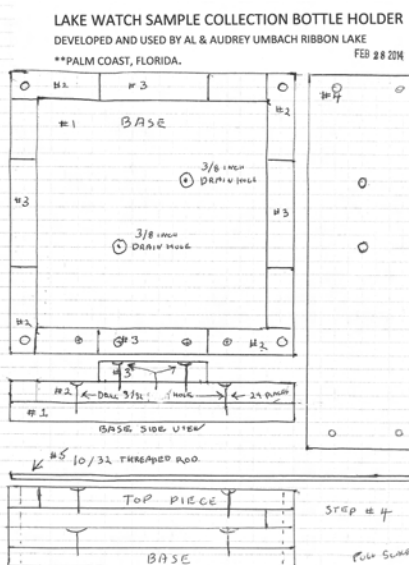 LAKE WATCH SAMPLE COLLECTION BOTTLE HOLDER
DEVELOPED AND USED BY AL & AUDREY UMBACH RIBBON LAKE
**PALM COAST, FLORIDA.
FEB 28 2014
#2 #3
#4
#1 BASE
#2
3/8 INCH
DRAIN HOLE
#3
#3
3/8 INCH
DRAIN HOLE
#2
#3
#2
3
#2 DRILL HOLE 24 PLACES
#1
BASE SIDE VIEW
#5 10/32 THREADED ROD.
TOP PIECE
STEP #4
BASE
FULL